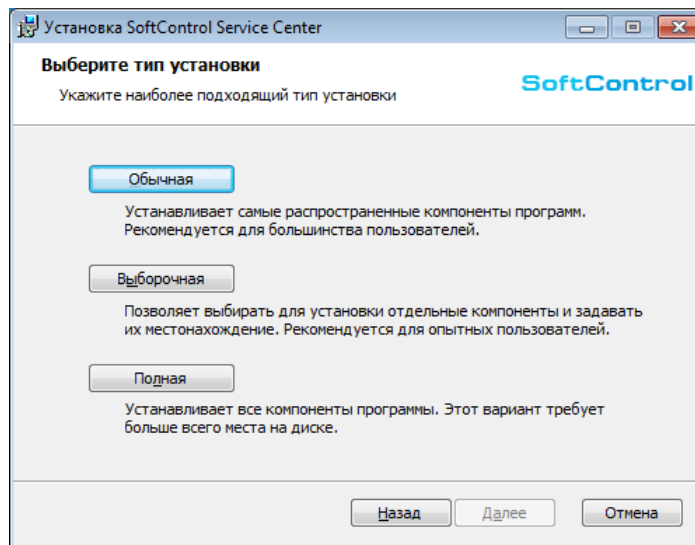 Установка SoftControl Service Center
Выберите тип установки
Укажите наиболее подходящий тип установки
SoftControl
Обычная
Устанавливает самые распространенные компоненты программ.
Рекомендуется для большинства пользователей.
Выборочная
Позволяет выбирать для установки отдельные компоненты и задавать
их местонахождение. Рекомендуется для опытных пользователей.
Полная
Устанавливает все компоненты программы. Этот вариант требует
больше всего места на диске.
Назад
Далее
Отмена